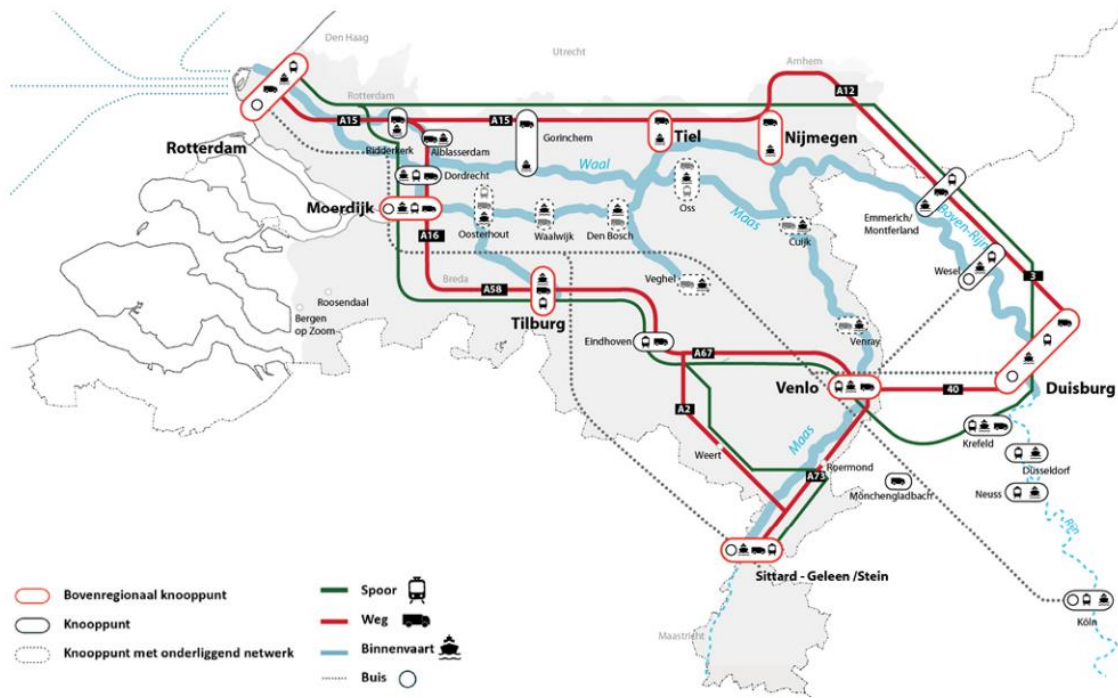 Den Haag
Utrecht
Arnhem
A12
Rotterdam
A15
A15
Ridderkerk
Alblasserdam
Gorinchem
Tiel
Nijmegen
Rotterdam
Waal
Dordrecht
Moerdijk
Oss
Maas
Emmerich/
Montferland
Boven-Rijn
A16
Oosterhout
Waalwijk
Den Bosch
Cuijk
Wesel
3
Breda
A58
Veghel
Roosendaal
Bergen
op Zoom
Tilburg
Eindhoven
Venray
A67
Venlo
40
Duisburg
A2
Krefeld
Maas
Weert
Roermond
A73
Mönchengladbach
Düsseldorf
Neuss
Rijn
Sittard - Geleen /Stein
Köln
Maastricht
Bovenregionaal knooppunt
Knooppunt
Knooppunt met onderliggend netwerk
Spoor
Weg
Binnenvaart
Buis